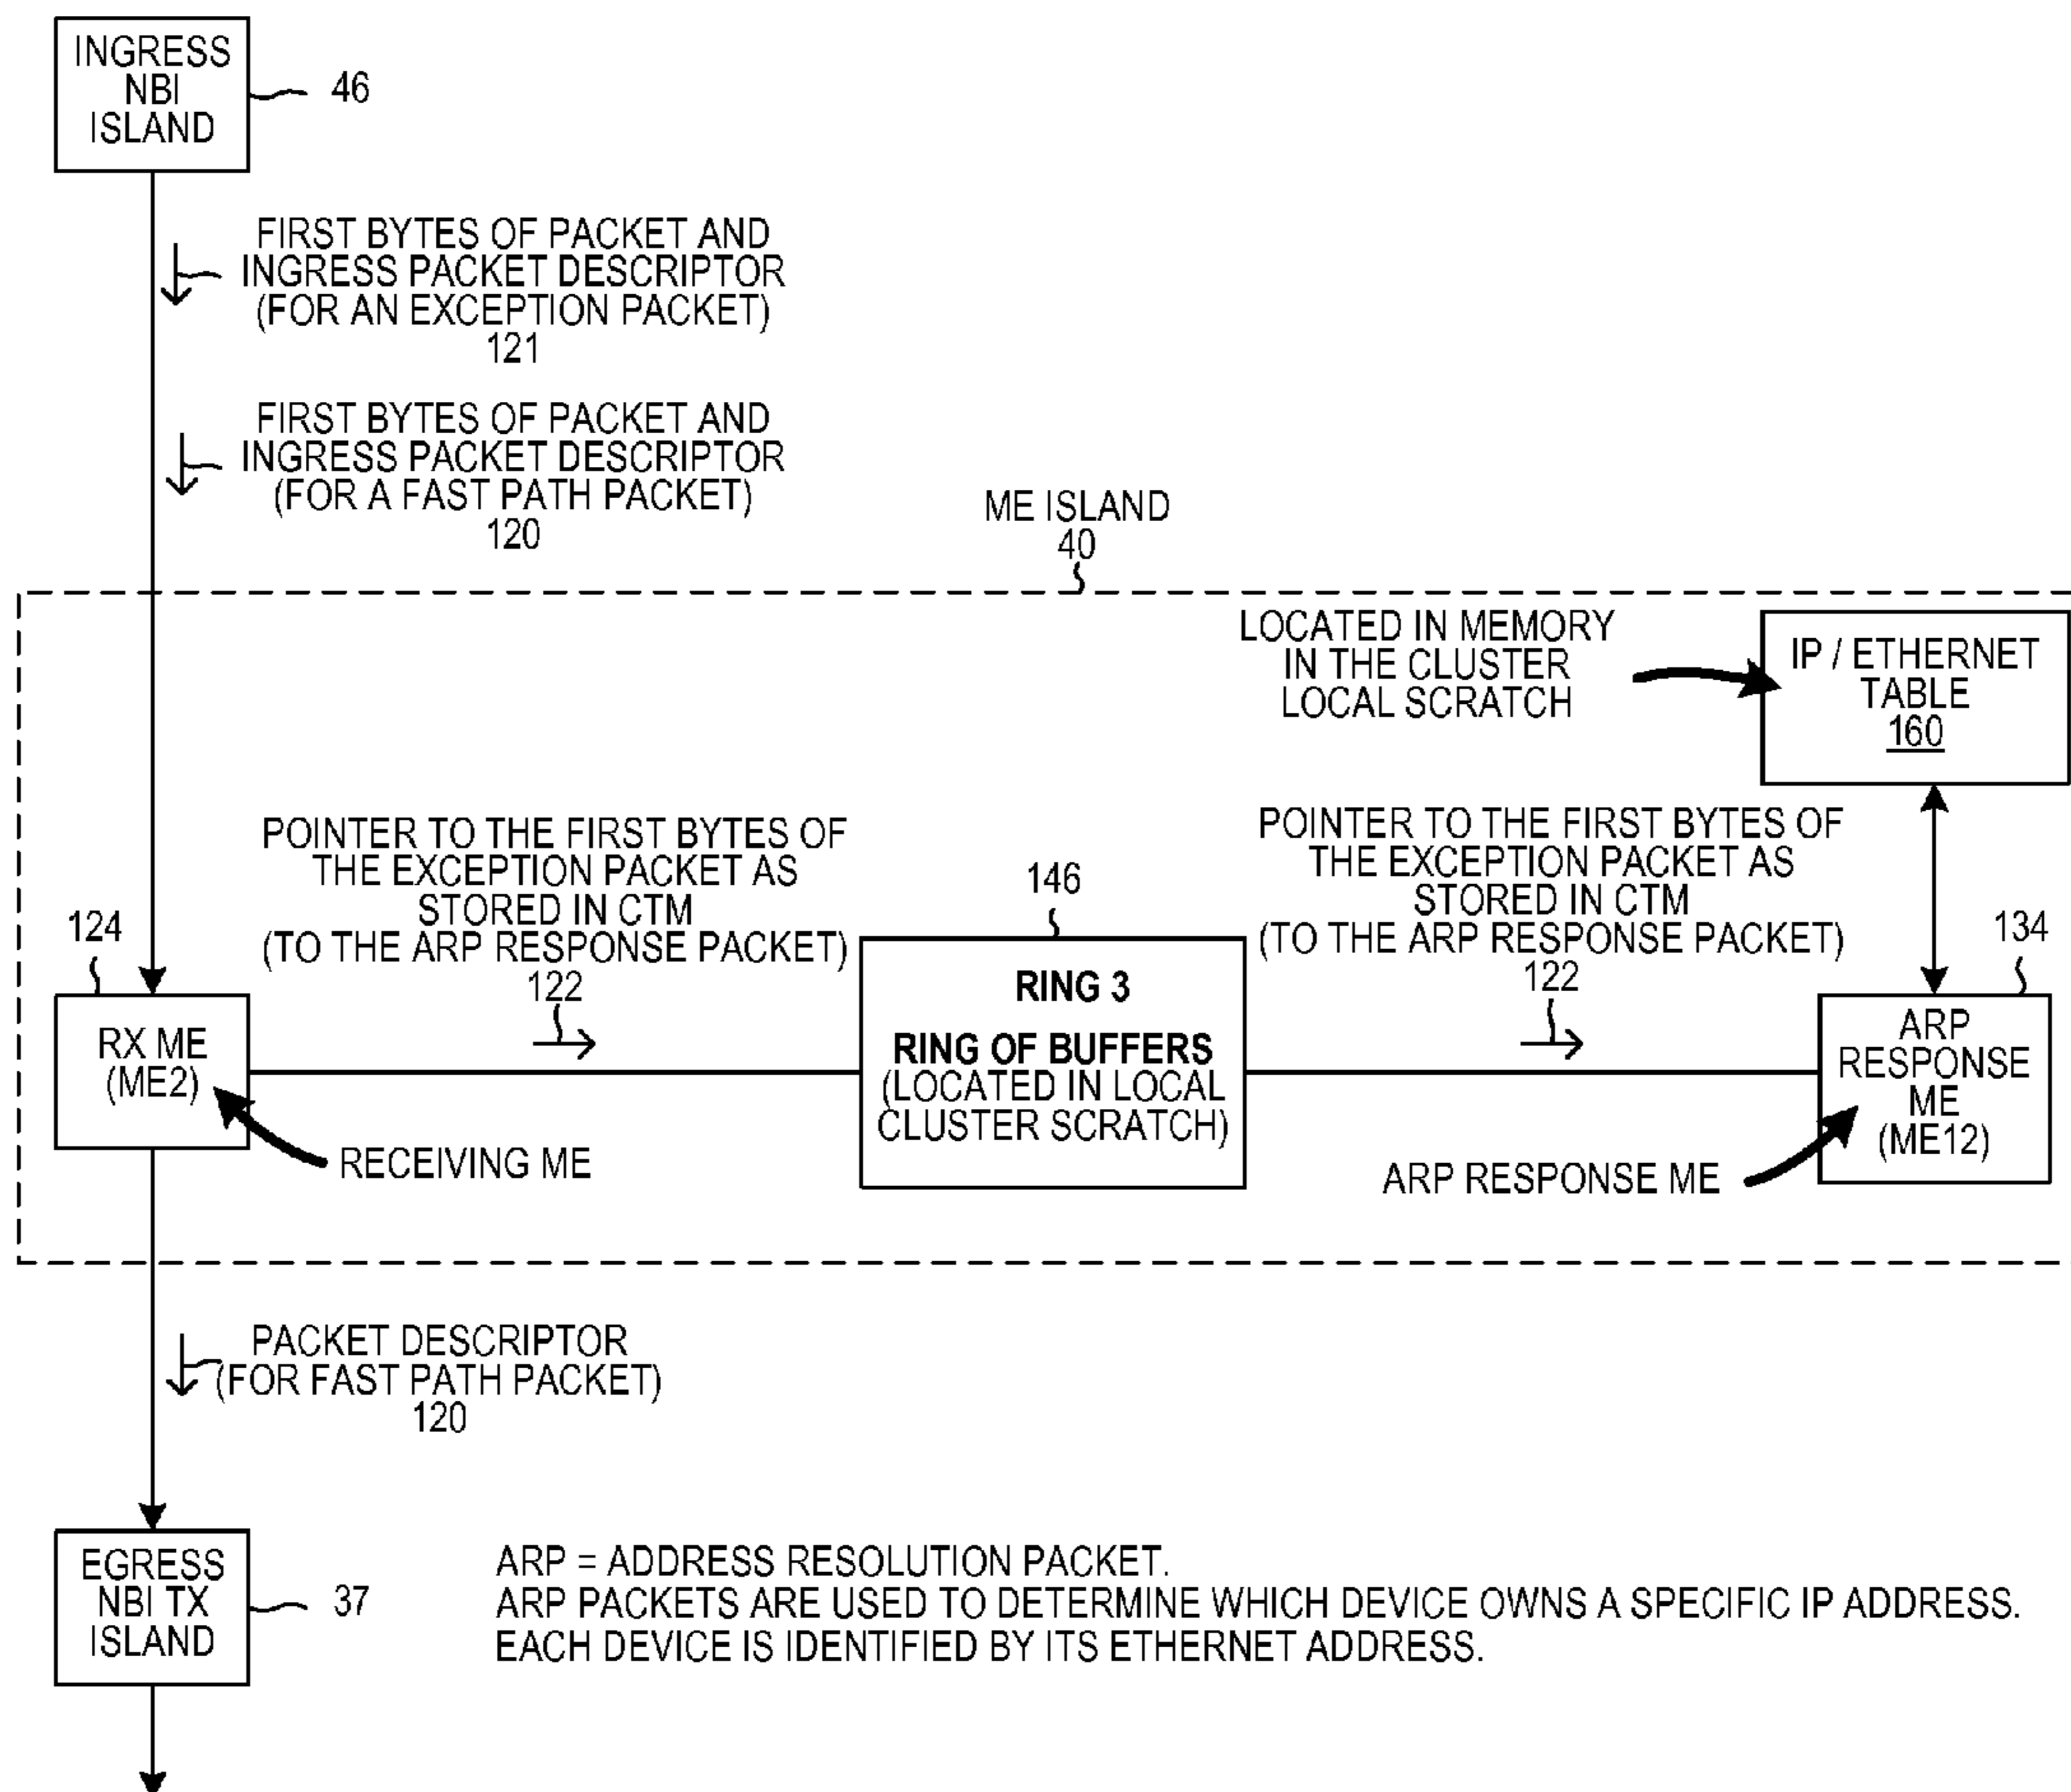 INGRESS
NBI
ISLAND
46
FIRST BYTES OF PACKET AND
INGRESS PACKET DESCRIPTOR
(FOR AN EXCEPTION PACKET)
121
FIRST BYTES OF PACKET AND
INGRESS PACKET DESCRIPTOR
(FOR A FAST PATH PACKET)
120
ME ISLAND
40
LOCATED IN MEMORY
IN THE CLUSTER
LOCAL SCRATCH
IP / ETHERNET
TABLE
160
POINTER TO THE FIRST BYTES OF
THE EXCEPTION PACKET AS
STORED IN CTM
(TO THE ARP RESPONSE PACKET)
122
146
POINTER TO THE FIRST BYTES OF
THE EXCEPTION PACKET AS
STORED IN CTM
(TO THE ARP RESPONSE PACKET)
122
124
134
RX ME
(ME2)
RECEIVING ME
RING 3
RING OF BUFFERS
(LOCATED IN LOCAL
CLUSTER SCRATCH)
ARP
RESPONSE
ME
(ME12)
ARP RESPONSE ME
PACKET DESCRIPTOR
(FOR FAST PATH PACKET)
120
EGRESS
NBI TX
ISLAND
37
ARP = ADDRESS RESOLUTION PACKET.
ARP PACKETS ARE USED TO DETERMINE WHICH DEVICE OWNS A SPECIFIC IP ADDRESS.
EACH DEVICE IS IDENTIFIED BY ITS ETHERNET ADDRESS.